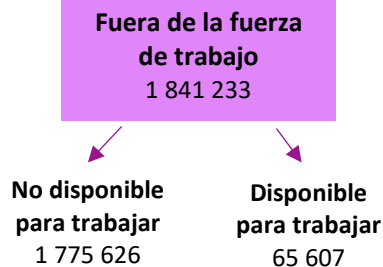 Fuera de la fuerza
de trabajo
1 841 233
No disponible
para trabajar
1 775 626
Disponible
para trabajar
65 607